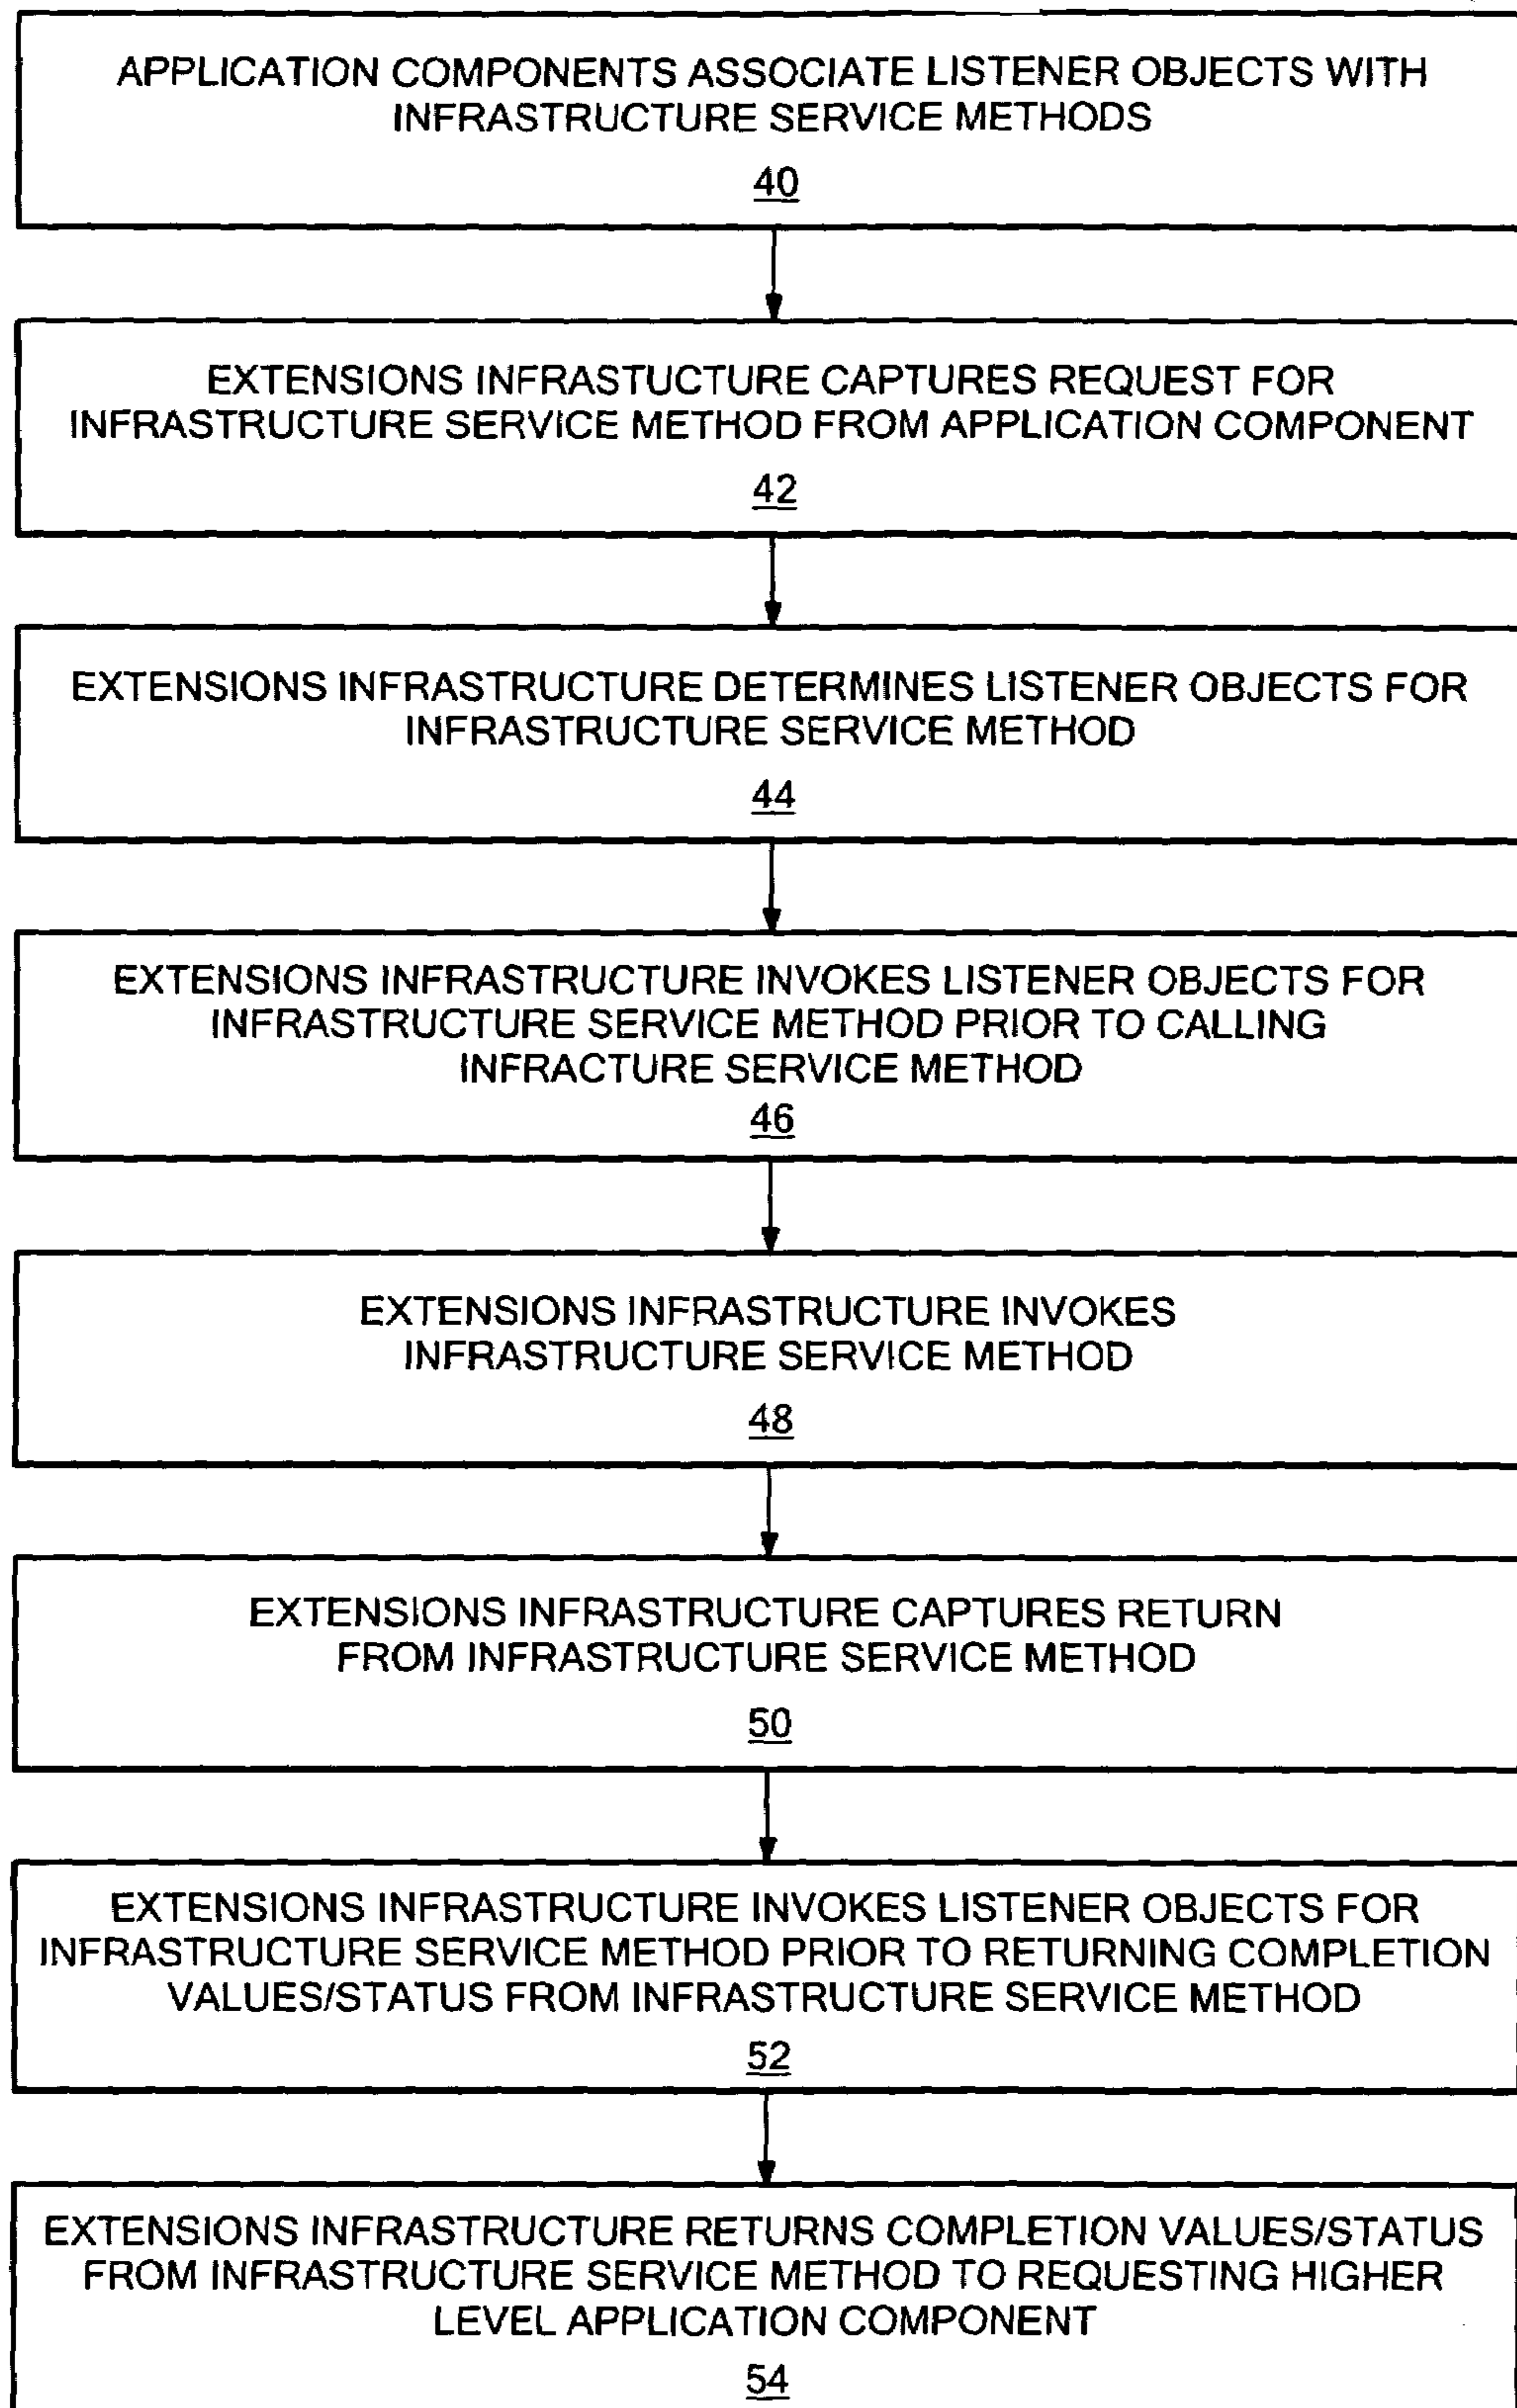 APPLICATION COMPONENTS ASSOCIATE LISTENER OBJECTS WITH
INFRASTRUCTURE SERVICE METHODS
40
EXTENSIONS INFRASTUCTURE CAPTURES REQUEST FOR
INFRASTRUCTURE SERVICE METHOD FROM APPLICATION COMPONENT
42
EXTENSIONS INFRASTRUCTURE DETERMINES LISTENER OBJECTS FOR
INFRASTRUCTURE SERVICE METHOD
44
EXTENSIONS INFRASTRUCTURE INVOKES LISTENER OBJECTS FOR
INFRASTRUCTURE SERVICE METHOD PRIOR TO CALLING
INFRACTURE SERVICE METHOD
46
EXTENSIONS INFRASTRUCTURE INVOKES
INFRASTRUCTURE SERVICE METHOD
48
EXTENSIONS INFRASTRUCTURE CAPTURES RETURN
FROM INFRASTRUCTURE SERVICE METHOD
50
EXTENSIONS INFRASTRUCTURE INVOKES LISTENER OBJECTS FOR
INFRASTRUCTURE SERVICE METHOD PRIOR TO RETURNING COMPLETION
VALUES/STATUS FROM INFRASTRUCTURE SERVICE METHOD
52
EXTENSIONS INFRASTRUCTURE RETURNS COMPLETION VALUES/STATUS
FROM INFRASTRUCTURE SERVICE METHOD TO REQUESTING HIGHER
LEVEL APPLICATION COMPONENT
54